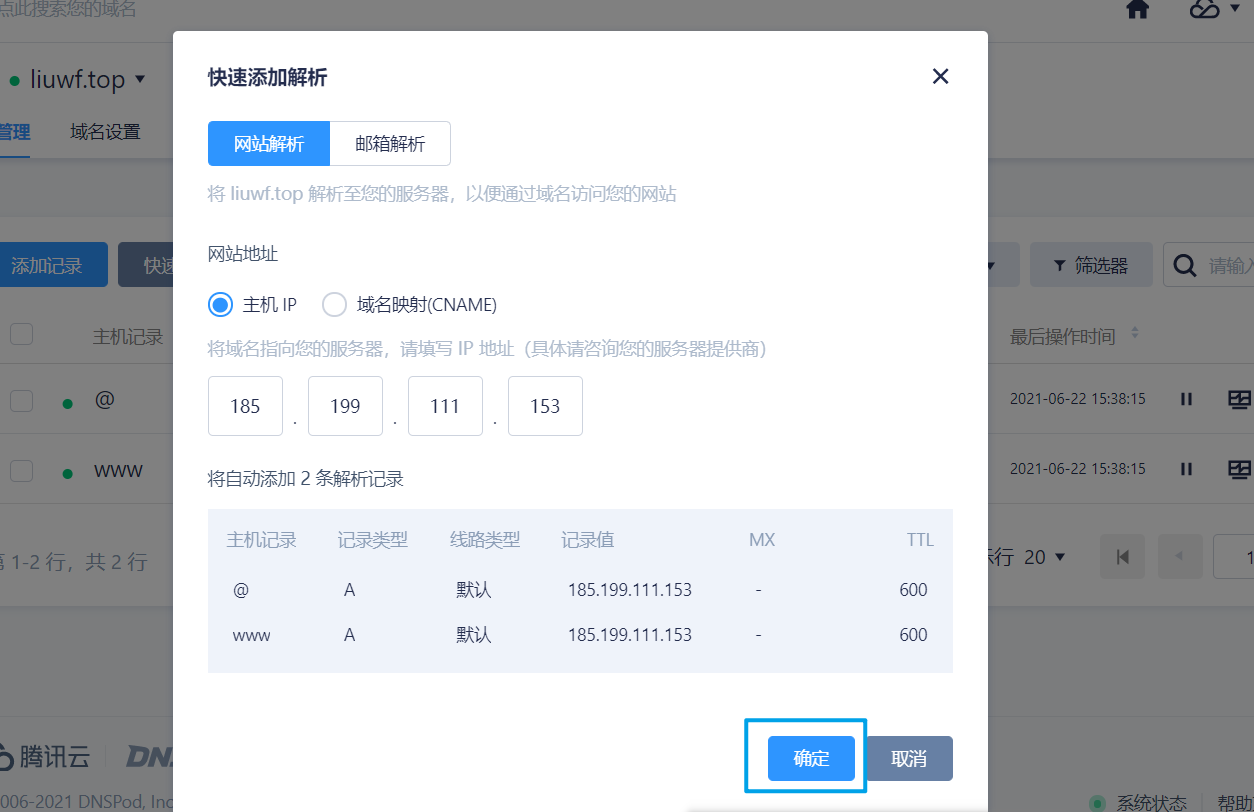 点此搜索您的域名
liuwf.top
管理 域名设置
快速添加解析
网站解析 邮箱解析
将 liuwf.top 解析至您的服务器，以便通过域名访问您的网站
网站地址
主机 IP 域名映射(CNAME)
将域名指向您的服务器，请填写 IP 地址（具体请咨询您的服务器提供商）
185 . 199 . 111 . 153
将自动添加 2 条解析记录
主机记录 记录类型 线路类型 记录值 MX TTL
@ A 默认 185.199.111.153 - 600
www A 默认 185.199.111.153 - 600
确定 取消
添加记录 快速 筛选器 请输入
主机记录 最后操作时间
@ 2021-06-22 15:38:15
www 2021-06-22 15:38:15
第 1-2 行，共 2 行 示行 20 1
腾讯云 DNS
006-2021 DNSPod, Inc 系统状态 帮助